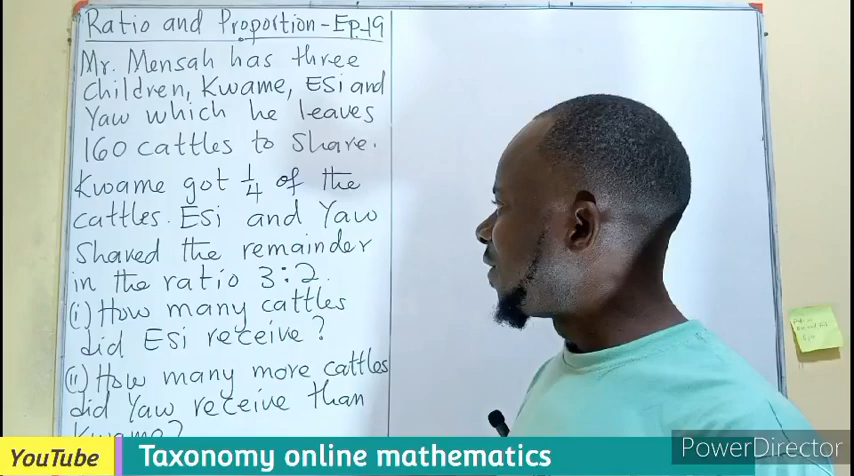 Ratio and Proportion-Ep-19
Mr. Mensah has three
children, Kwame, Esi and
Yaw which he leaves
160 cattles to share.
Kwame got 1/4 of the
cattles. Esi and Yaw
Shared the remainder
in the ratio 3:2.
(i) How many cattles
did Esi receive?
(ii) How many more cattles
did Yaw receive than
Kwame?
YouTube Taxonomy online mathematics
PowerDirector